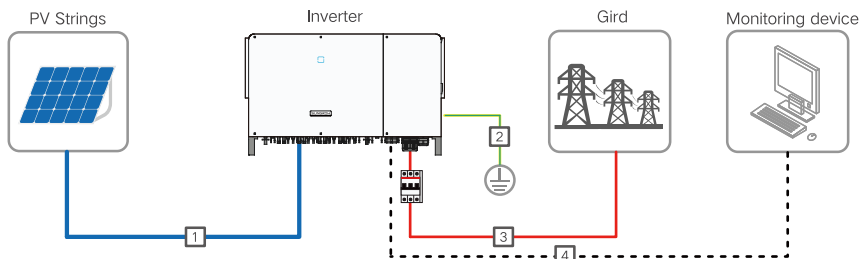 PV Strings
Inverter
Gird
Monitoring device
2
1
3
4